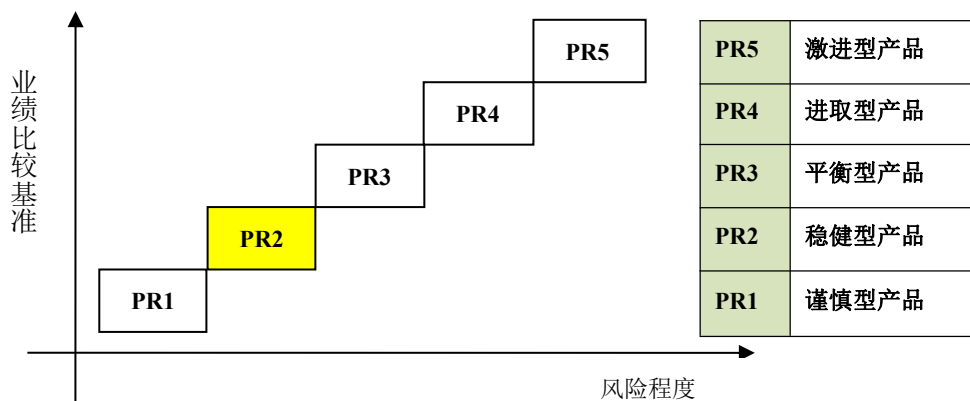 业绩比较基准
PR5
PR4
PR3
PR2
PR1
风险程度
PR5 激进型产品
PR4 进取型产品
PR3 平衡型产品
PR2 稳健型产品
PR1 谨慎型产品